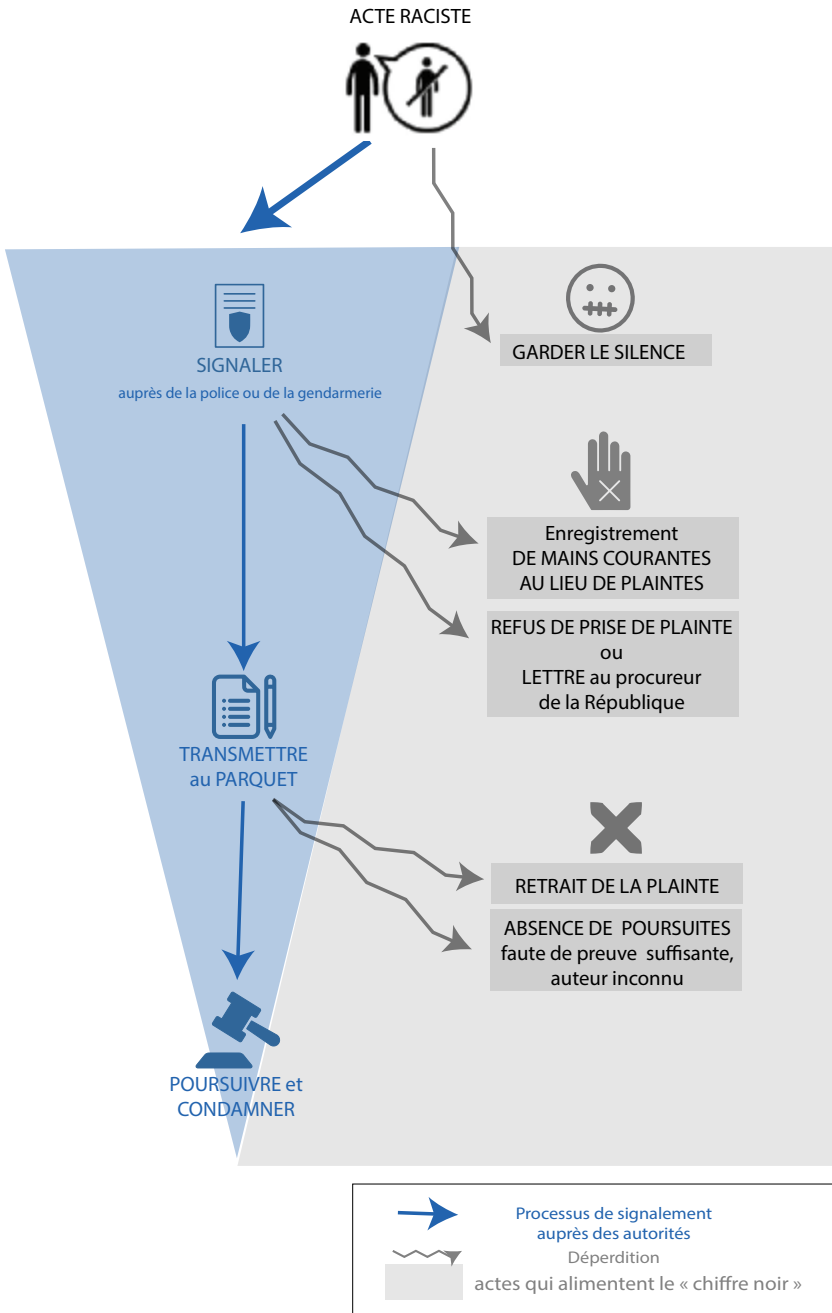 ACTE RACISTE
SIGNALER
auprès de la police ou de la gendarmerie
GARDER LE SILENCE
Enregistrement
DE MAINS COURANTES
AU LIEU DE PLAINTES
REFUS DE PRISE DE PLAINTE
ou
LETTRE au procureur
de la République
TRANSMETTRE
au PARQUET
RETRAIT DE LA PLAINTE
ABSENCE DE POURSUITES
faute de preuve suffisante,
auteur inconnu
POURSUIVRE et
CONDAMNER
Processus de signalement
auprès des autorités
Déperdition
actes qui alimentent le « chiffre noir »